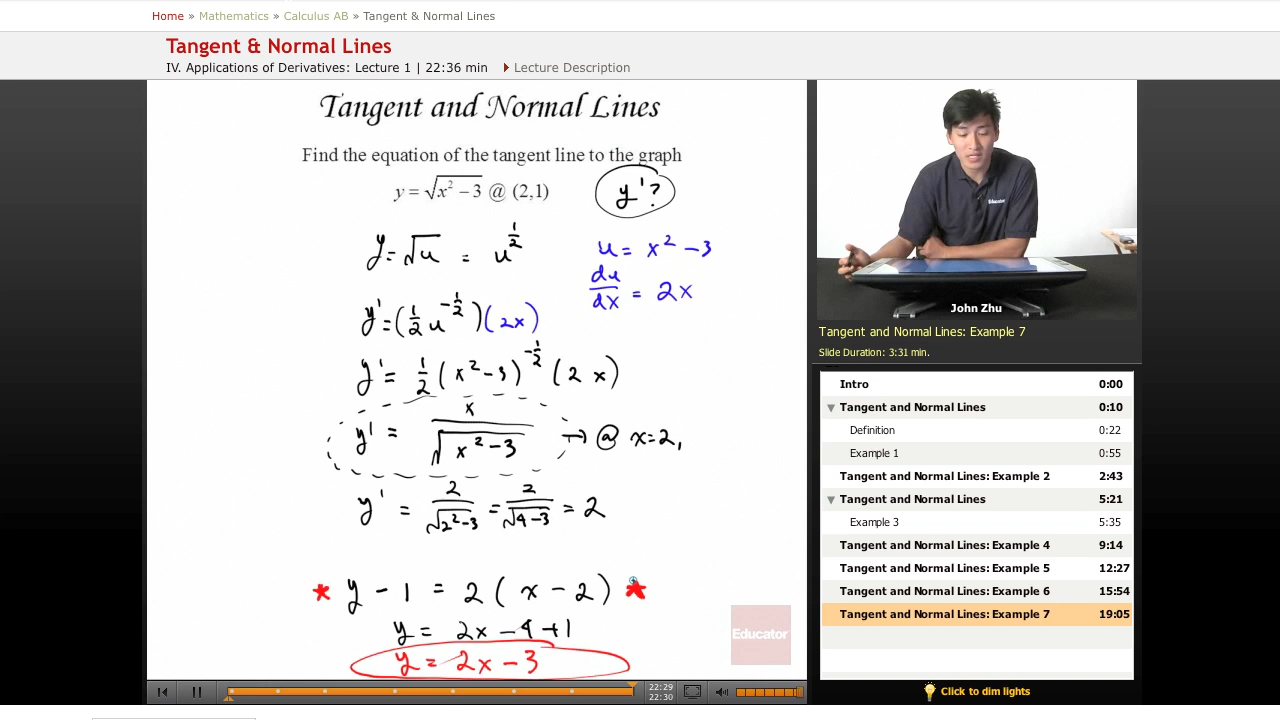 Home » Mathematics » Calculus AB » Tangent & Normal Lines
Tangent & Normal Lines
IV. Applications of Derivatives: Lecture 1 | 22:36 min Lecture Description
Tangent and Normal Lines
Find the equation of the tangent line to the graph
y = √(x² − 3) @ (2,1)
y'?
y = √u = u^(1/2)
u = x² − 3
du/dx = 2x
y' = (1/2 u^(−1/2))(2x)
y' = 1/2 (x² − 3)^(−1/2) (2x)
y' = x/√(x² − 3) → @ x=2,
y' = 2/√(2² − 3) = 2/√(4 − 3) = 2
* y − 1 = 2(x − 2) *
y = 2x − 4 + 1
y = 2x − 3
Educator
22:29
22:30
Educator
John Zhu
Tangent and Normal Lines: Example 7
Slide Duration: 3:31 min.
Intro 0:00
Tangent and Normal Lines 0:10
Definition 0:22
Example 1 0:55
Tangent and Normal Lines: Example 2 2:43
Tangent and Normal Lines 5:21
Example 3 5:35
Tangent and Normal Lines: Example 4 9:14
Tangent and Normal Lines: Example 5 12:27
Tangent and Normal Lines: Example 6 15:54
Tangent and Normal Lines: Example 7 19:05
Click to dim lights